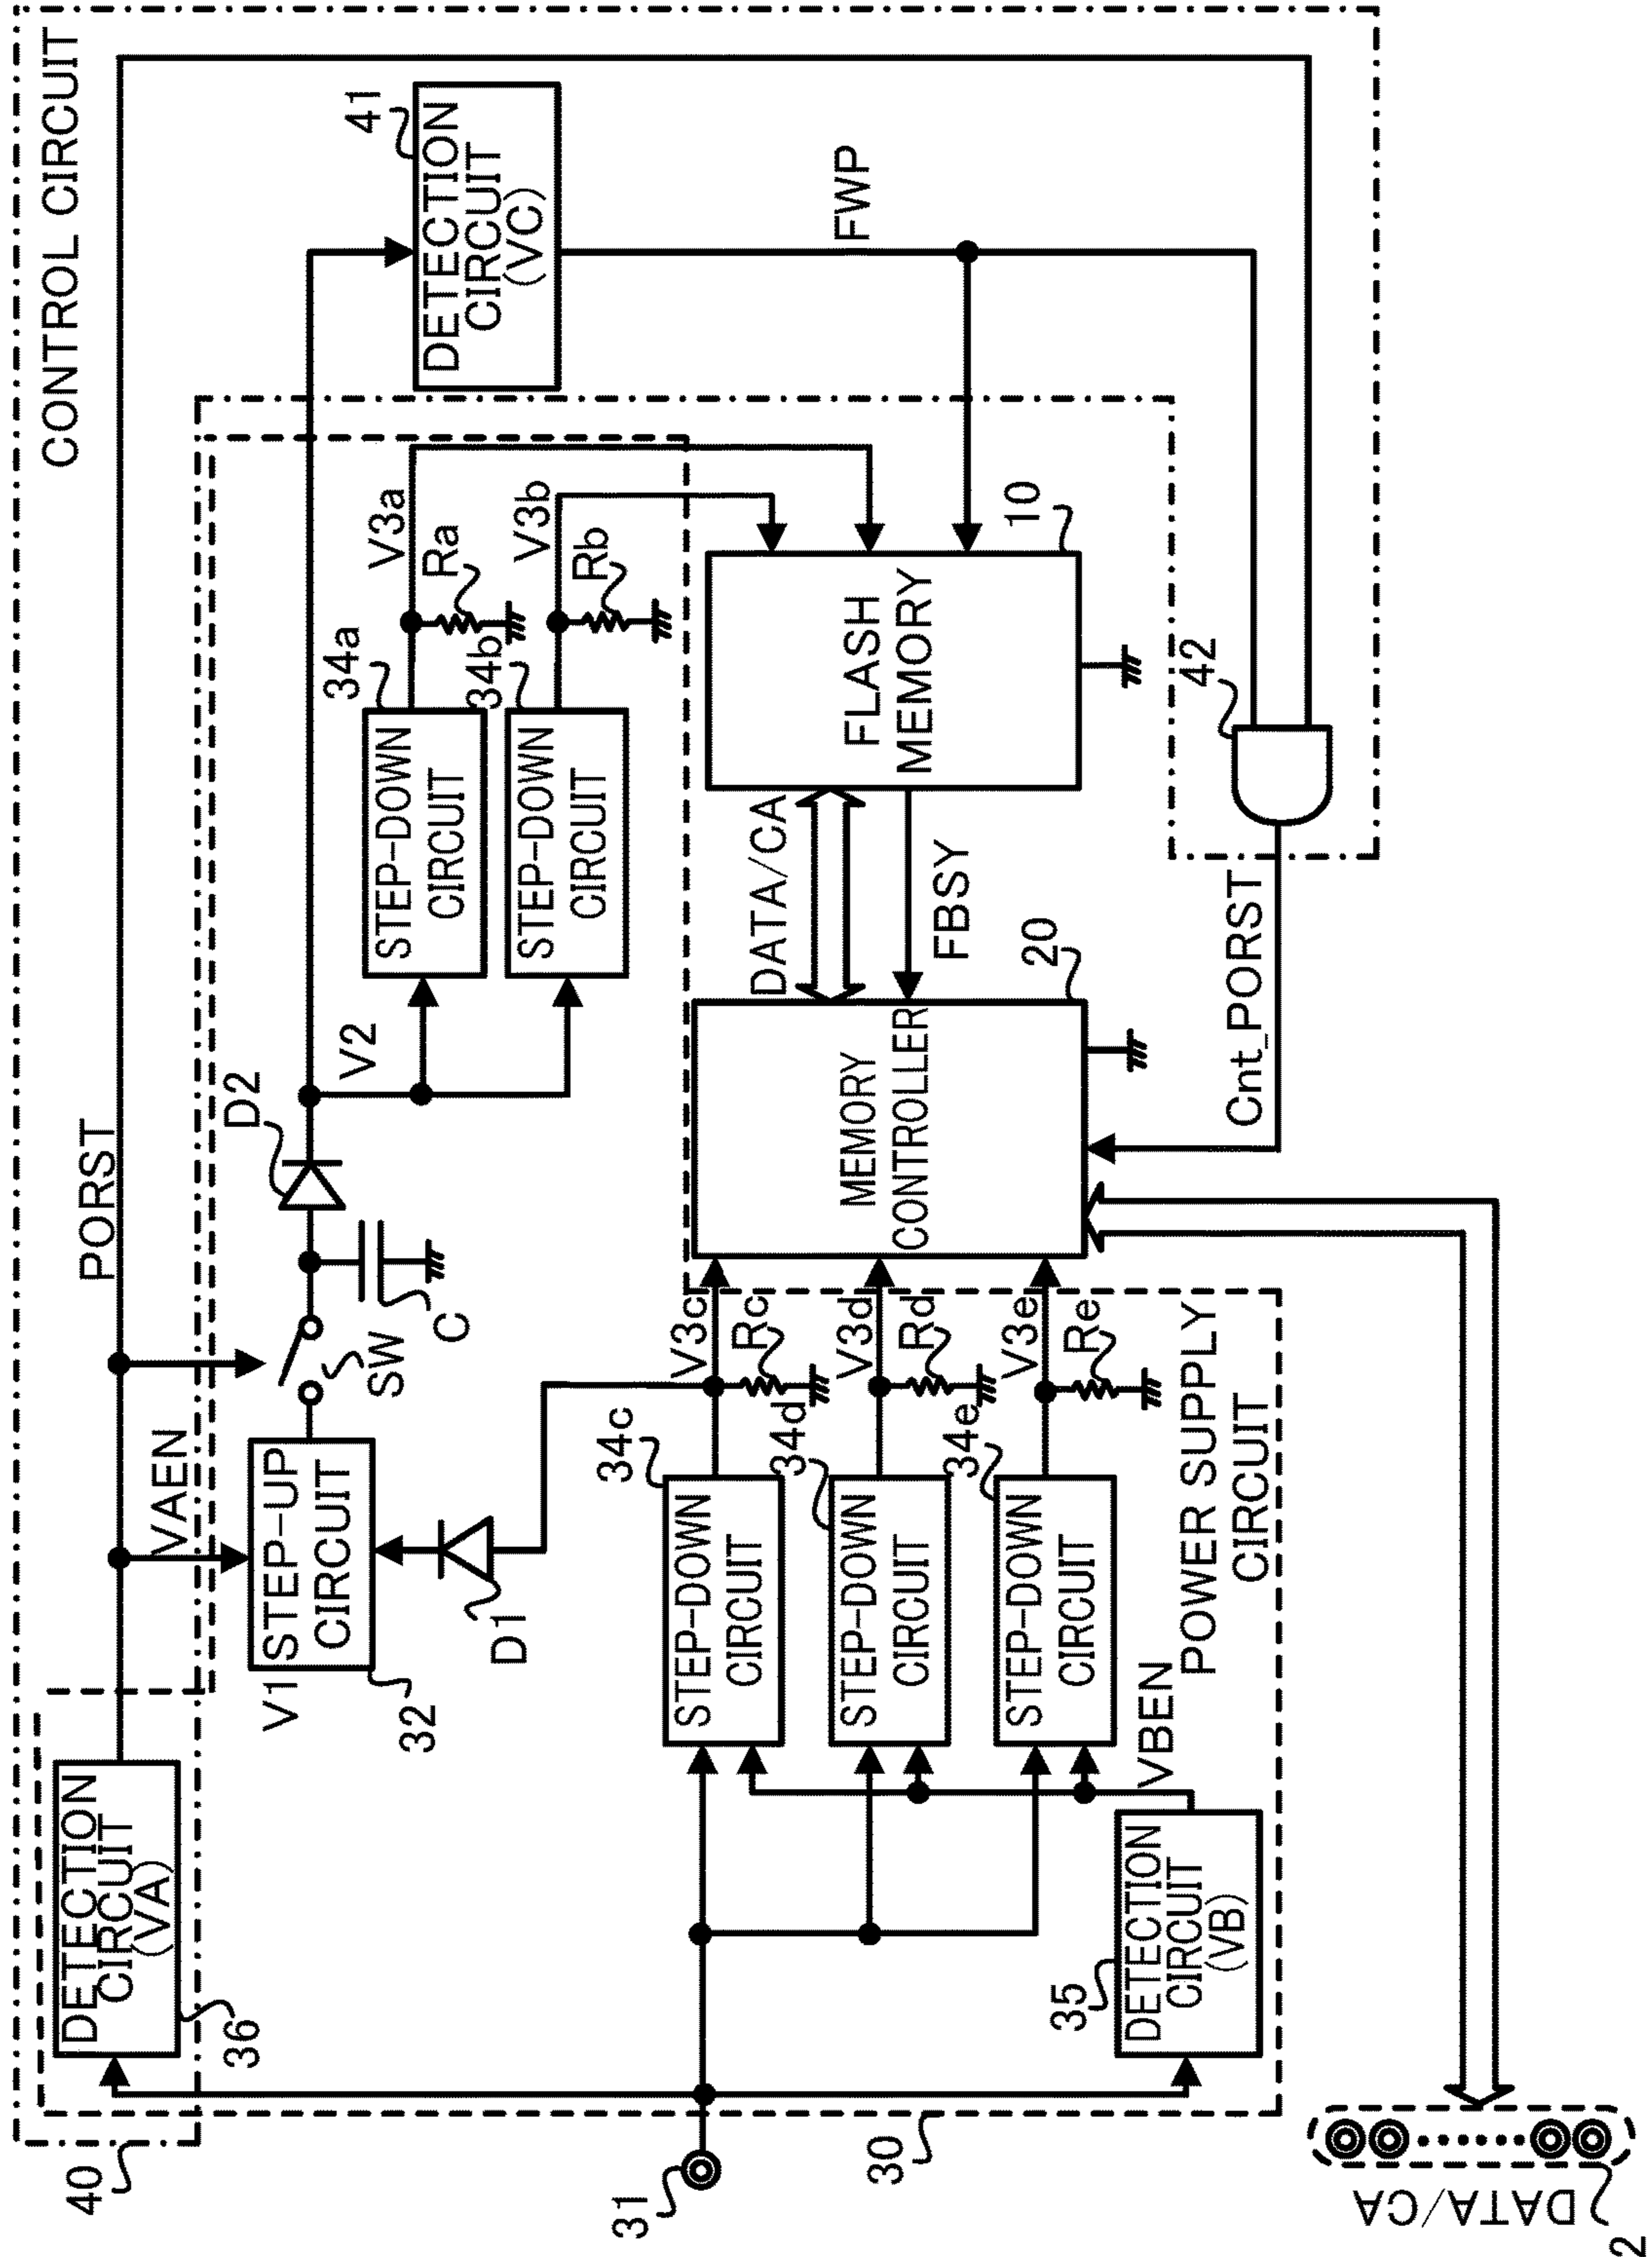 CONTROL CIRCUIT
40
36
DETECTION
CIRCUIT
(VA)
PORST
VAEN
V1
STEP-UP
CIRCUIT
32
SW
C
D1
D2
V2
41
DETECTION
CIRCUIT
(VC)
FWP
34a
STEP-DOWN
CIRCUIT
V3a
Ra
34b
STEP-DOWN
CIRCUIT
V3b
Rb
31
30
34c
STEP-DOWN
CIRCUIT
V3c
Rc
34d
STEP-DOWN
CIRCUIT
V3d
Rd
34e
STEP-DOWN
CIRCUIT
V3e
Re
35
DETECTION
CIRCUIT
(VB)
VBEN
POWER SUPPLY
CIRCUIT
MEMORY
CONTROLLER
20
DATA/CA
FBSY
FLASH
MEMORY
10
42
Cnt_PORST
DATA/CA
2